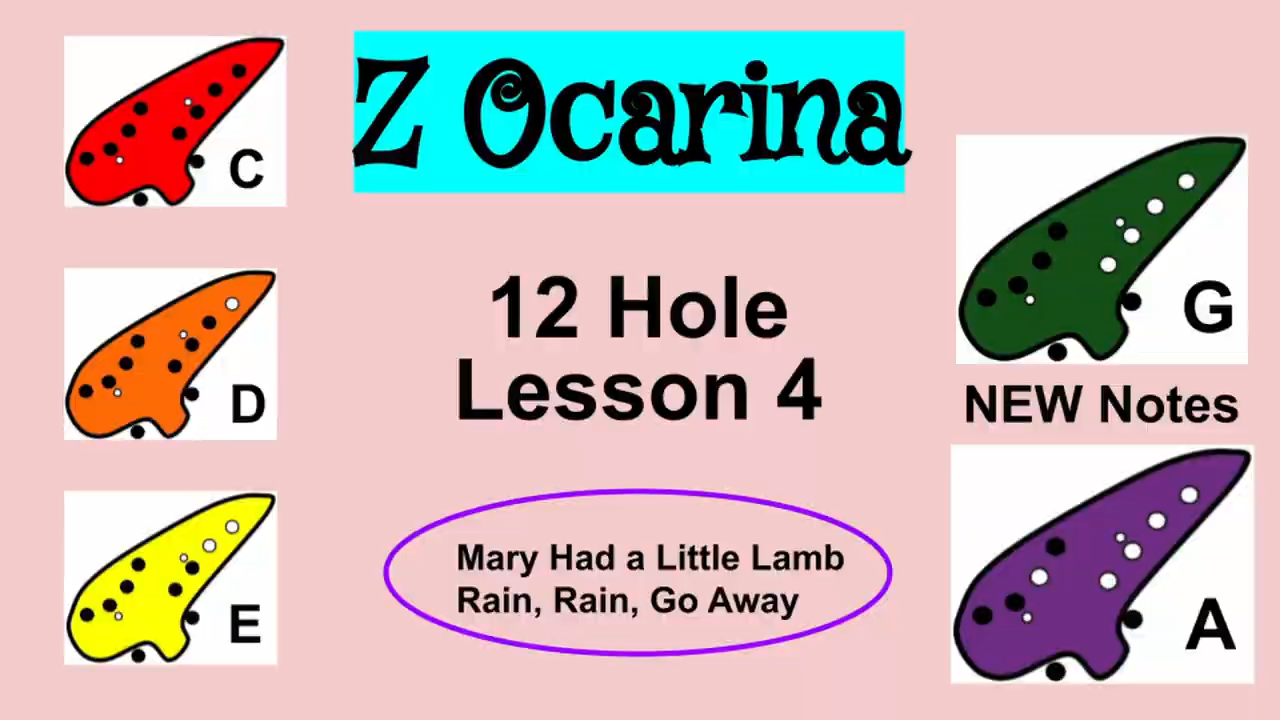 Z Ocarina
C
D
E
12 Hole
Lesson 4
Mary Had a Little Lamb
Rain, Rain, Go Away
G
NEW Notes
A